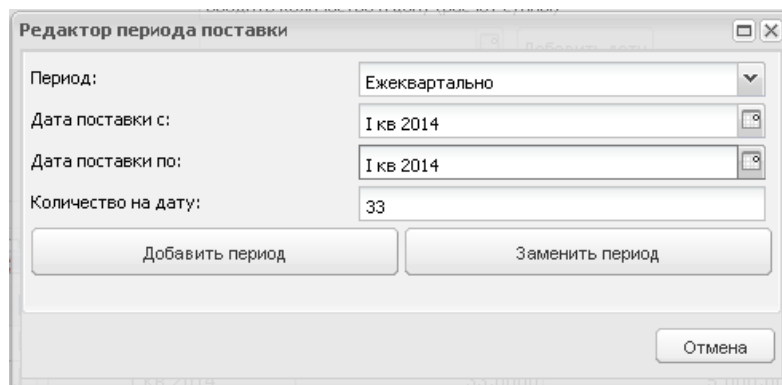 Редактор периода поставки
Период:
Ежеквартально
Дата поставки с:
I кв 2014
Дата поставки по:
I кв 2014
Количество на дату:
33
Добавить период
Заменить период
Отмена